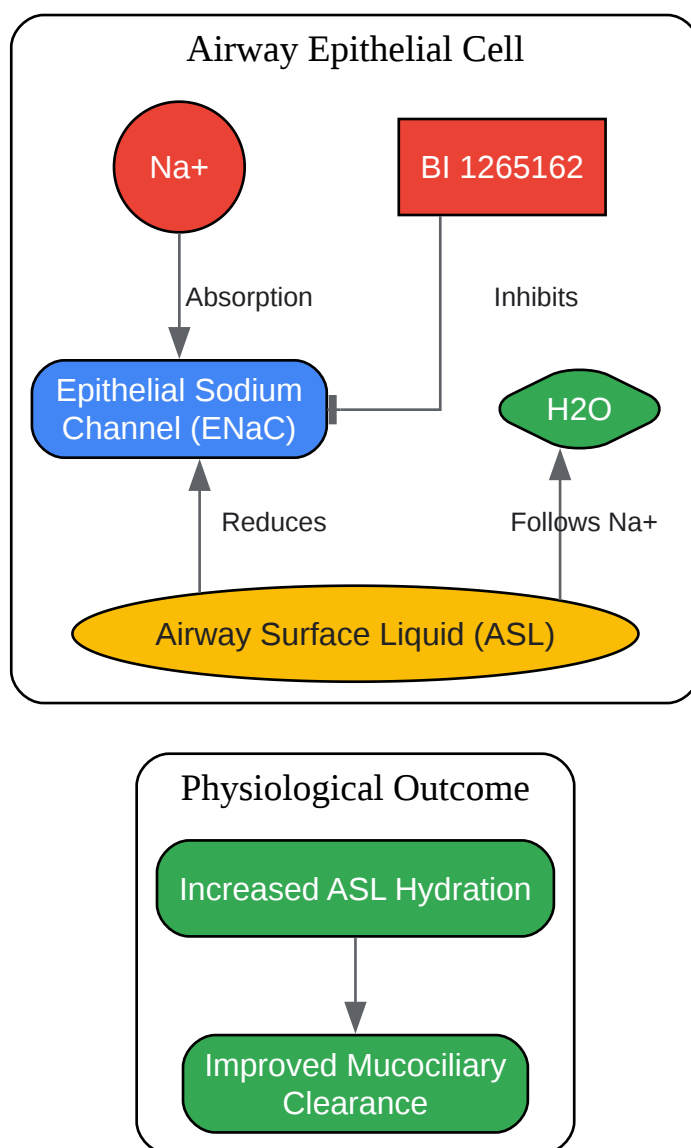 Airway Epithelial Cell
Na+
BI 1265162
Absorption
Inhibits
Epithelial Sodium
Channel (ENaC)
H2O
Reduces
Follows Na+
Airway Surface Liquid (ASL)
Physiological Outcome
Increased ASL Hydration
Improved Mucociliary
Clearance